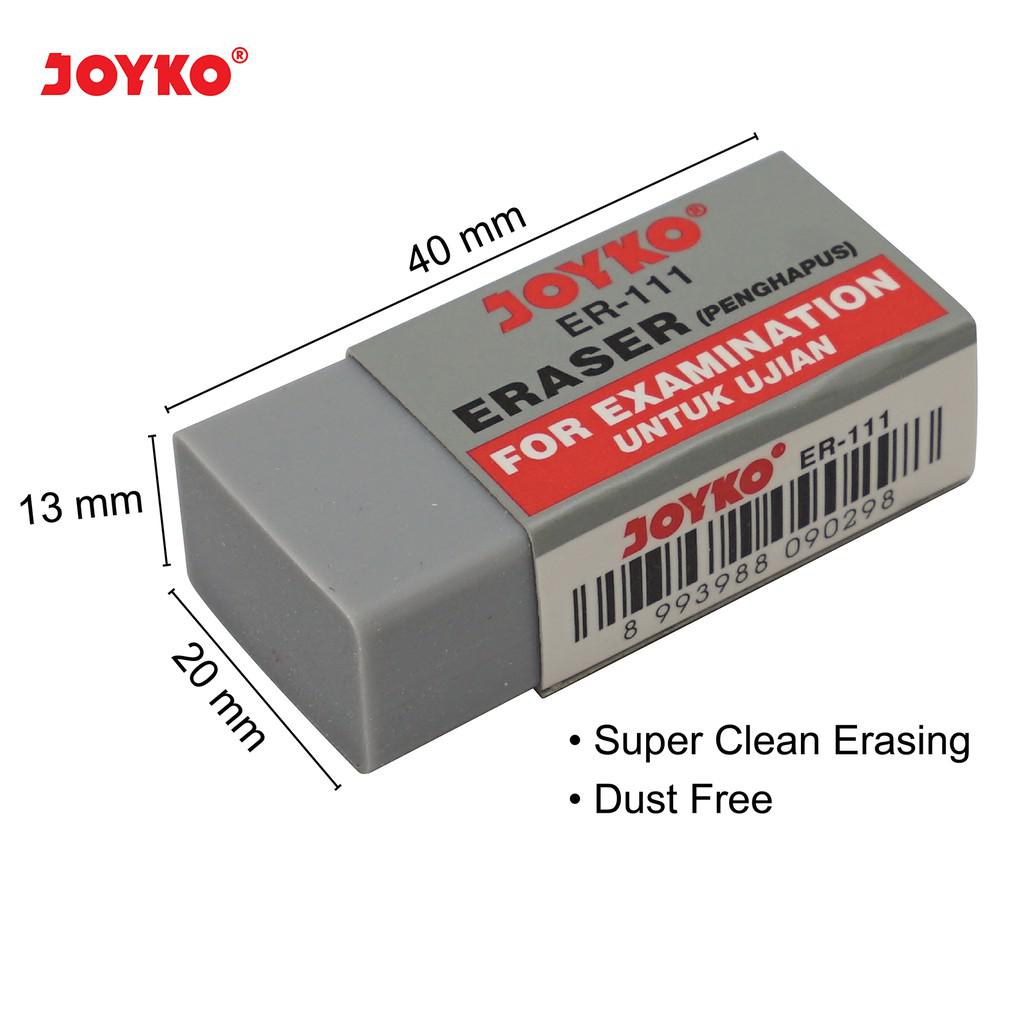 JOYKO®
40 mm
JOYKO®
ER-111
ERASER (PENGHAPUS)
FOR EXAMINATION
UNTUK UJIAN
13 mm
JOYKO® ER-111
8 993988 090298
20 mm
• Super Clean Erasing
• Dust Free